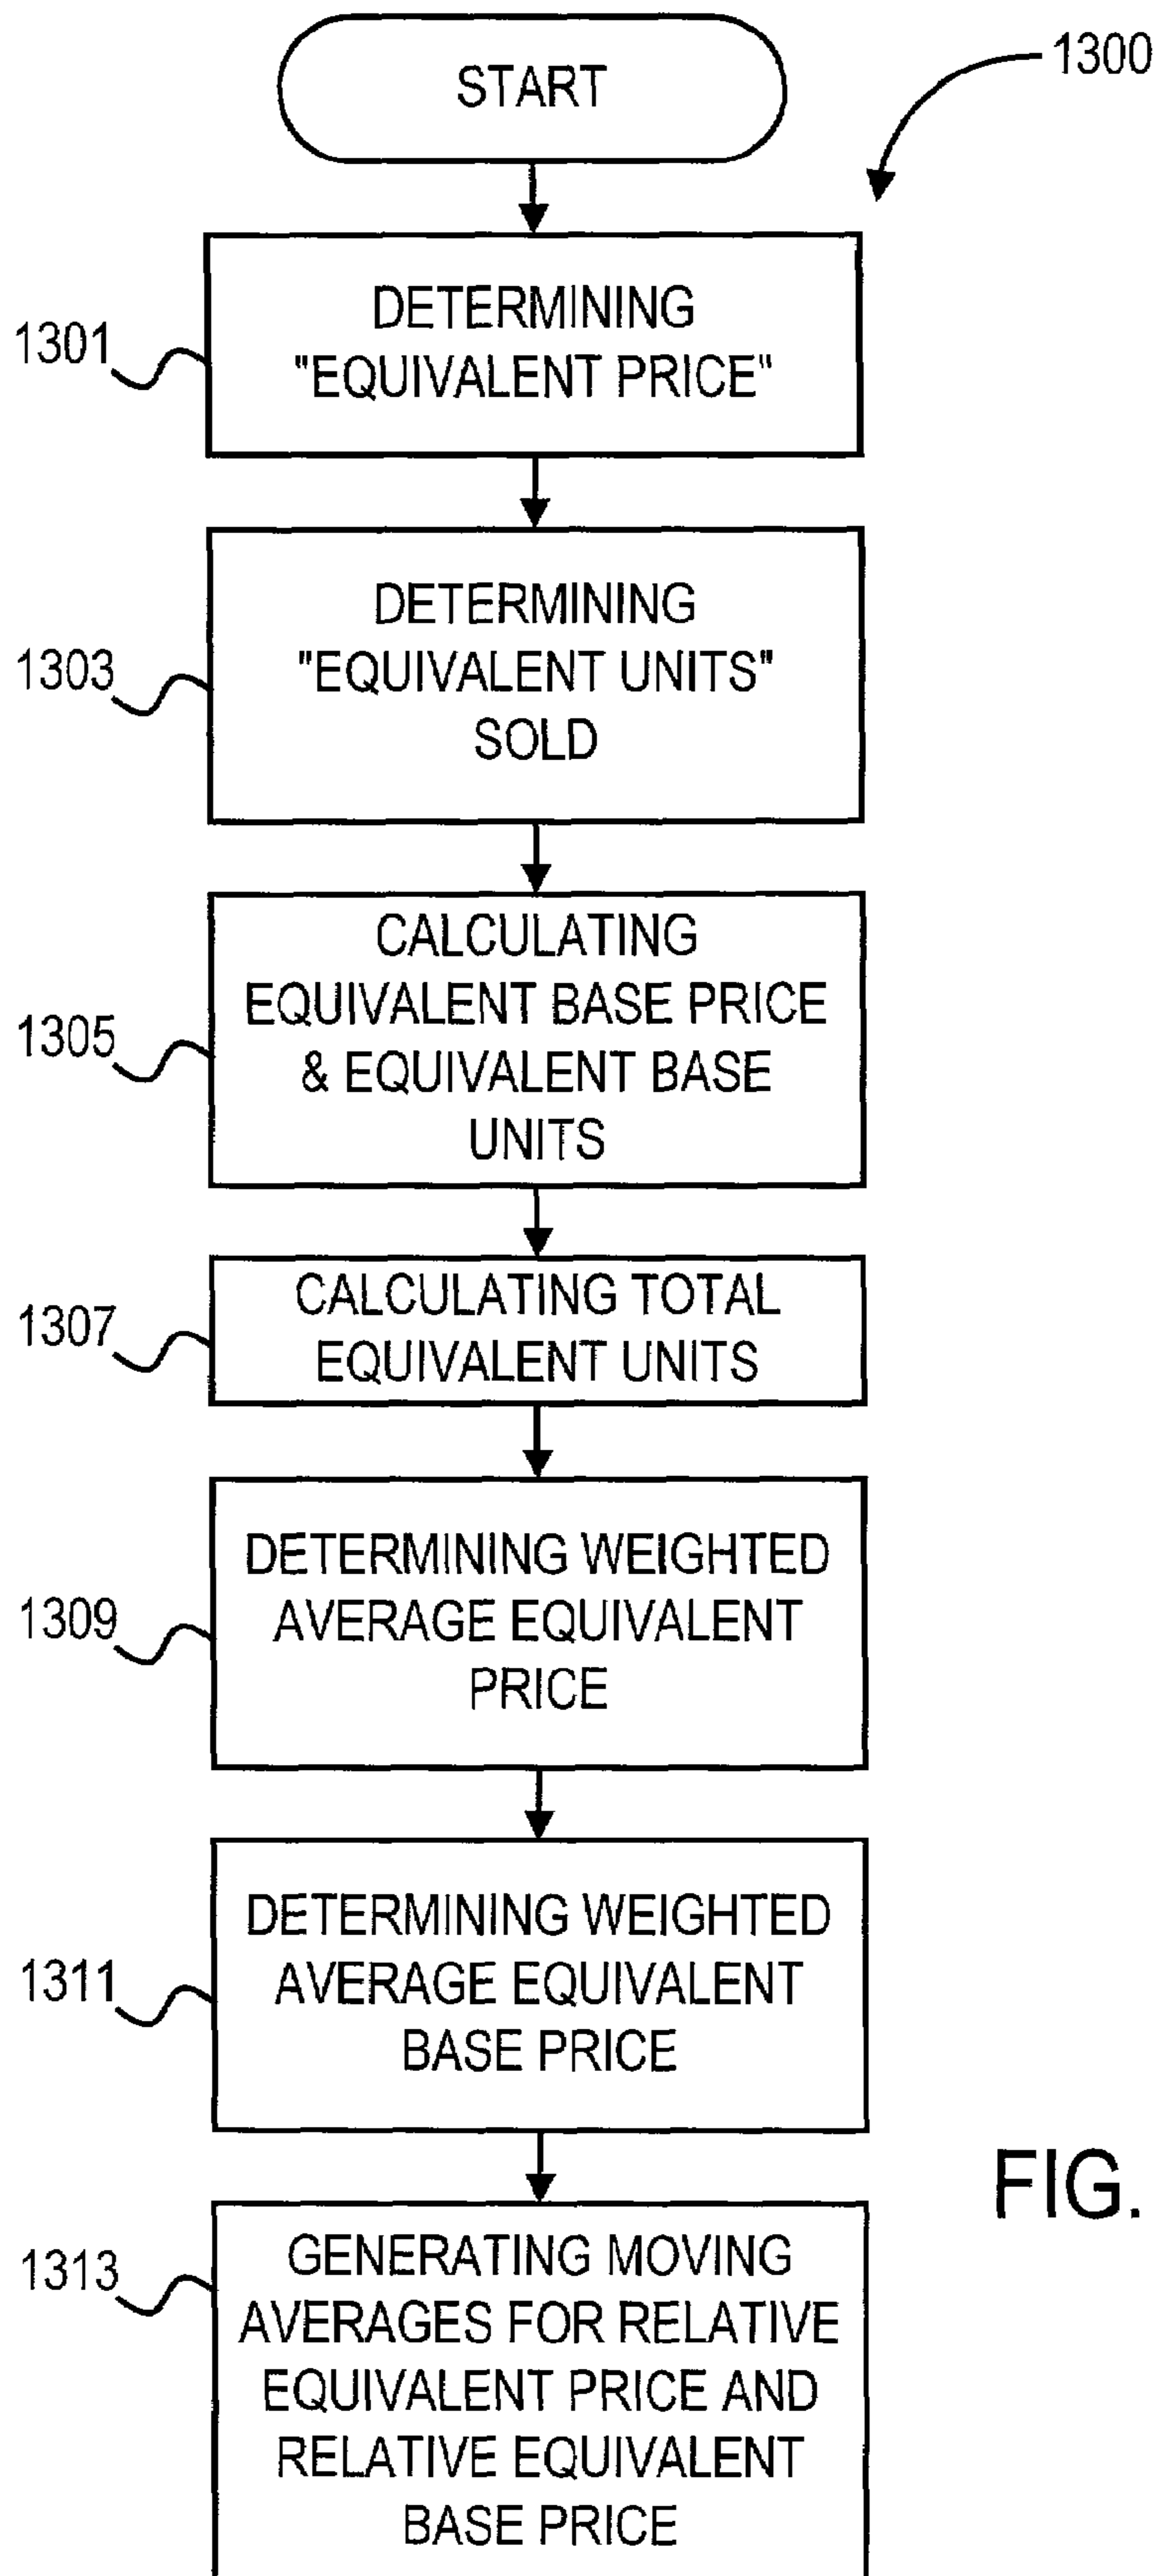 START
1300
1301
DETERMINING
"EQUIVALENT PRICE"
1303
DETERMINING
"EQUIVALENT UNITS"
SOLD
1305
CALCULATING
EQUIVALENT BASE PRICE
& EQUIVALENT BASE
UNITS
1307
CALCULATING TOTAL
EQUIVALENT UNITS
1309
DETERMINING WEIGHTED
AVERAGE EQUIVALENT
PRICE
1311
DETERMINING WEIGHTED
AVERAGE EQUIVALENT
BASE PRICE
FIG.
1313
GENERATING MOVING
AVERAGES FOR RELATIVE
EQUIVALENT PRICE AND
RELATIVE EQUIVALENT
BASE PRICE